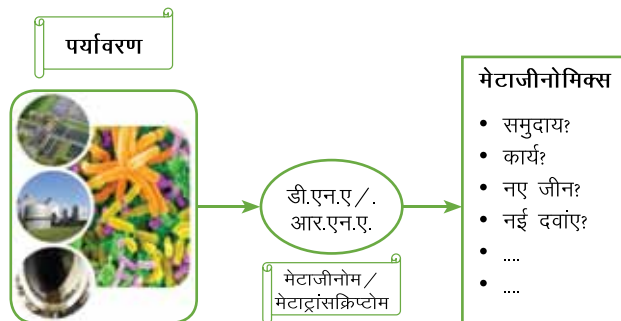 पर्यावरण
डी.एन.ए/.
आर.एन.ए.
मेटाजीनोम/
मेटाट्रांसक्रिप्टोम
मेटाजीनोमिक्स
• समुदाय?
• कार्य?
• नए जीन?
• नई दवांए?
• ....
• ....